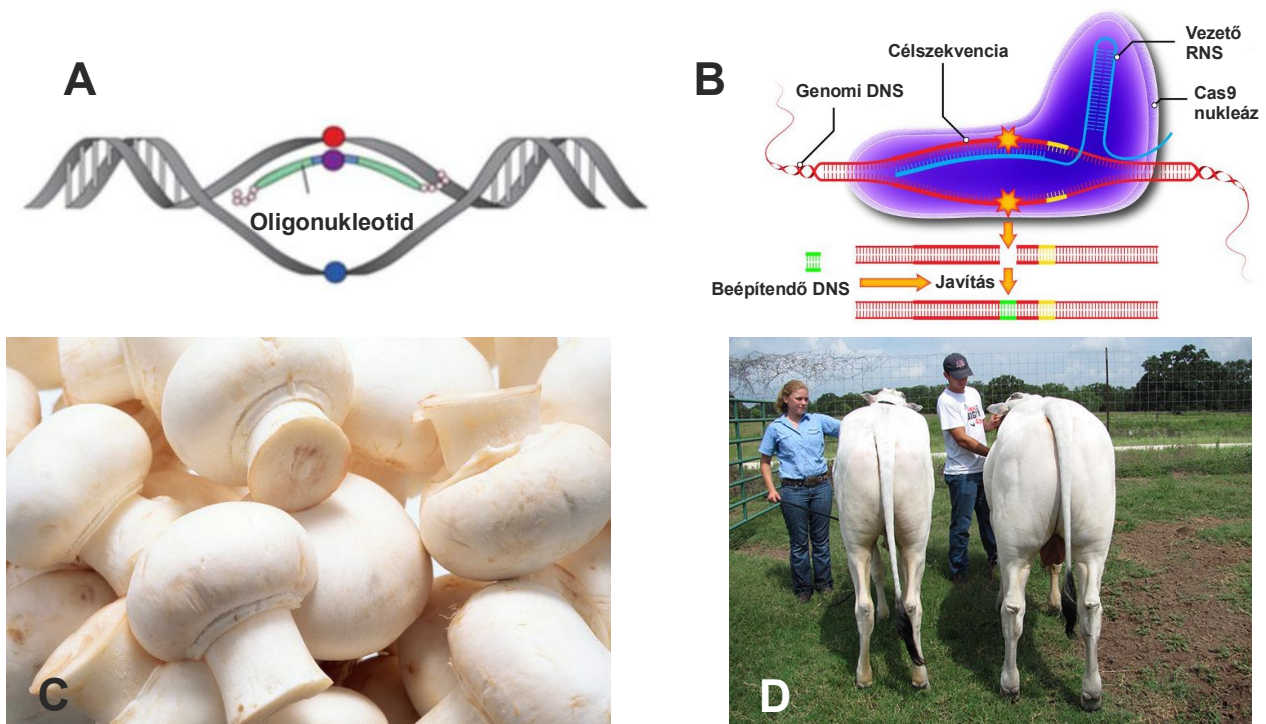 A
Oligonukleotid
B
Célszekvencia
Vezető
RNS
Genomi DNS
Cas9
nukleáz
Beépítendő DNS
Javítás
C
D